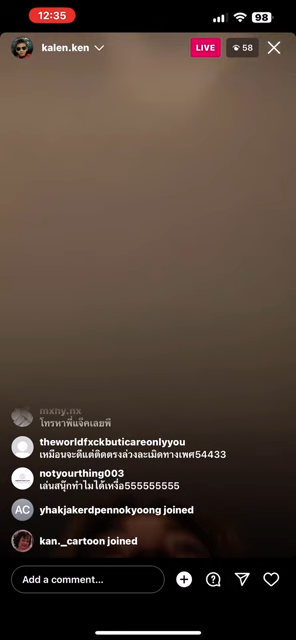 12:35
98
kalen.ken
LIVE
58
mxhy.nx
โทรหาพี่แจ็คเลยพี
theworldfxckbuticareonlyyou
เหมือนจะดีแต่ติดตรงล่วงละเมิดทางเพศ54433
notyourthing003
เล่นสนุ๊กทำไมได้เหงื่อ555555555
AC
yhakjakerdpennokyoong joined
kan._cartoon joined
Add a comment...